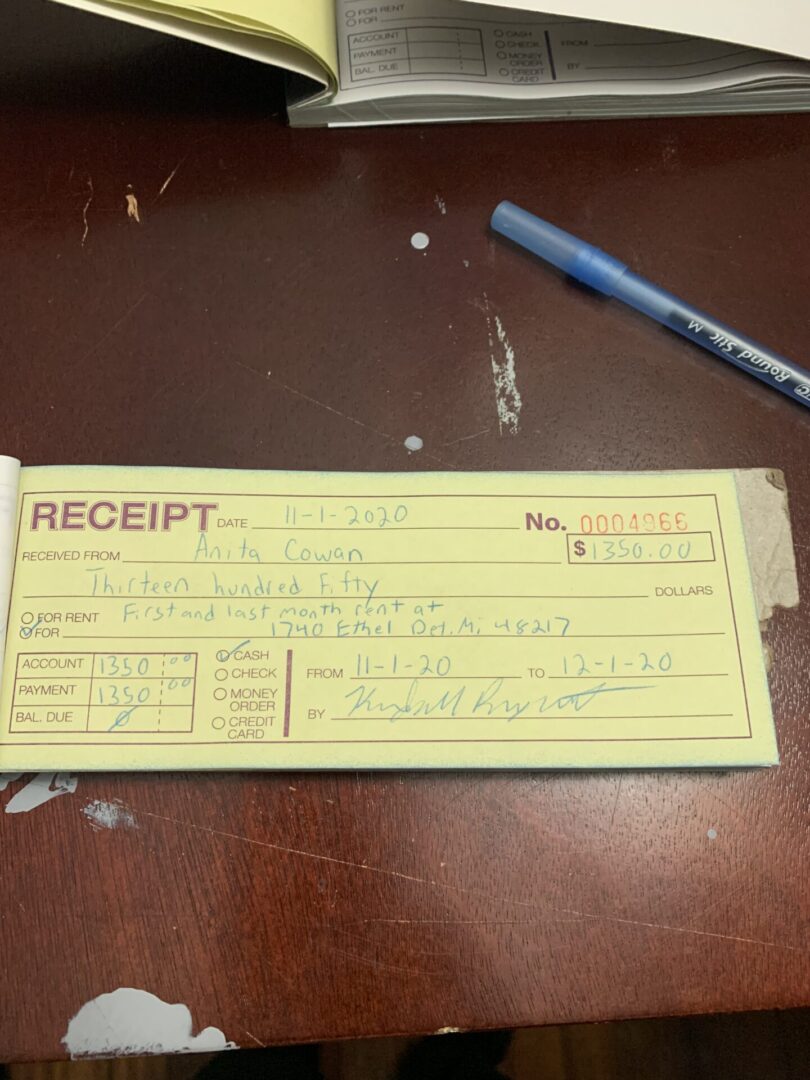 FOR RENT
FOR
ACCOUNT
PAYMENT
BAL. DUE
CASH
CHECK
MONEY ORDER
CREDIT CARD
FROM
BY
Round Stic M
RECEIPT DATE 11-1-2020 No. 0004966
RECEIVED FROM Anita Cowan $1350.00
Thirteen hundred Fifty DOLLARS
FOR RENT First and last month rent at
FOR 1740 Ethel Det. Mi 48217
ACCOUNT 1350 00 CASH FROM 11-1-20 TO 12-1-20
PAYMENT 1350 00 CHECK
BAL. DUE 0 MONEY ORDER BY
CREDIT CARD